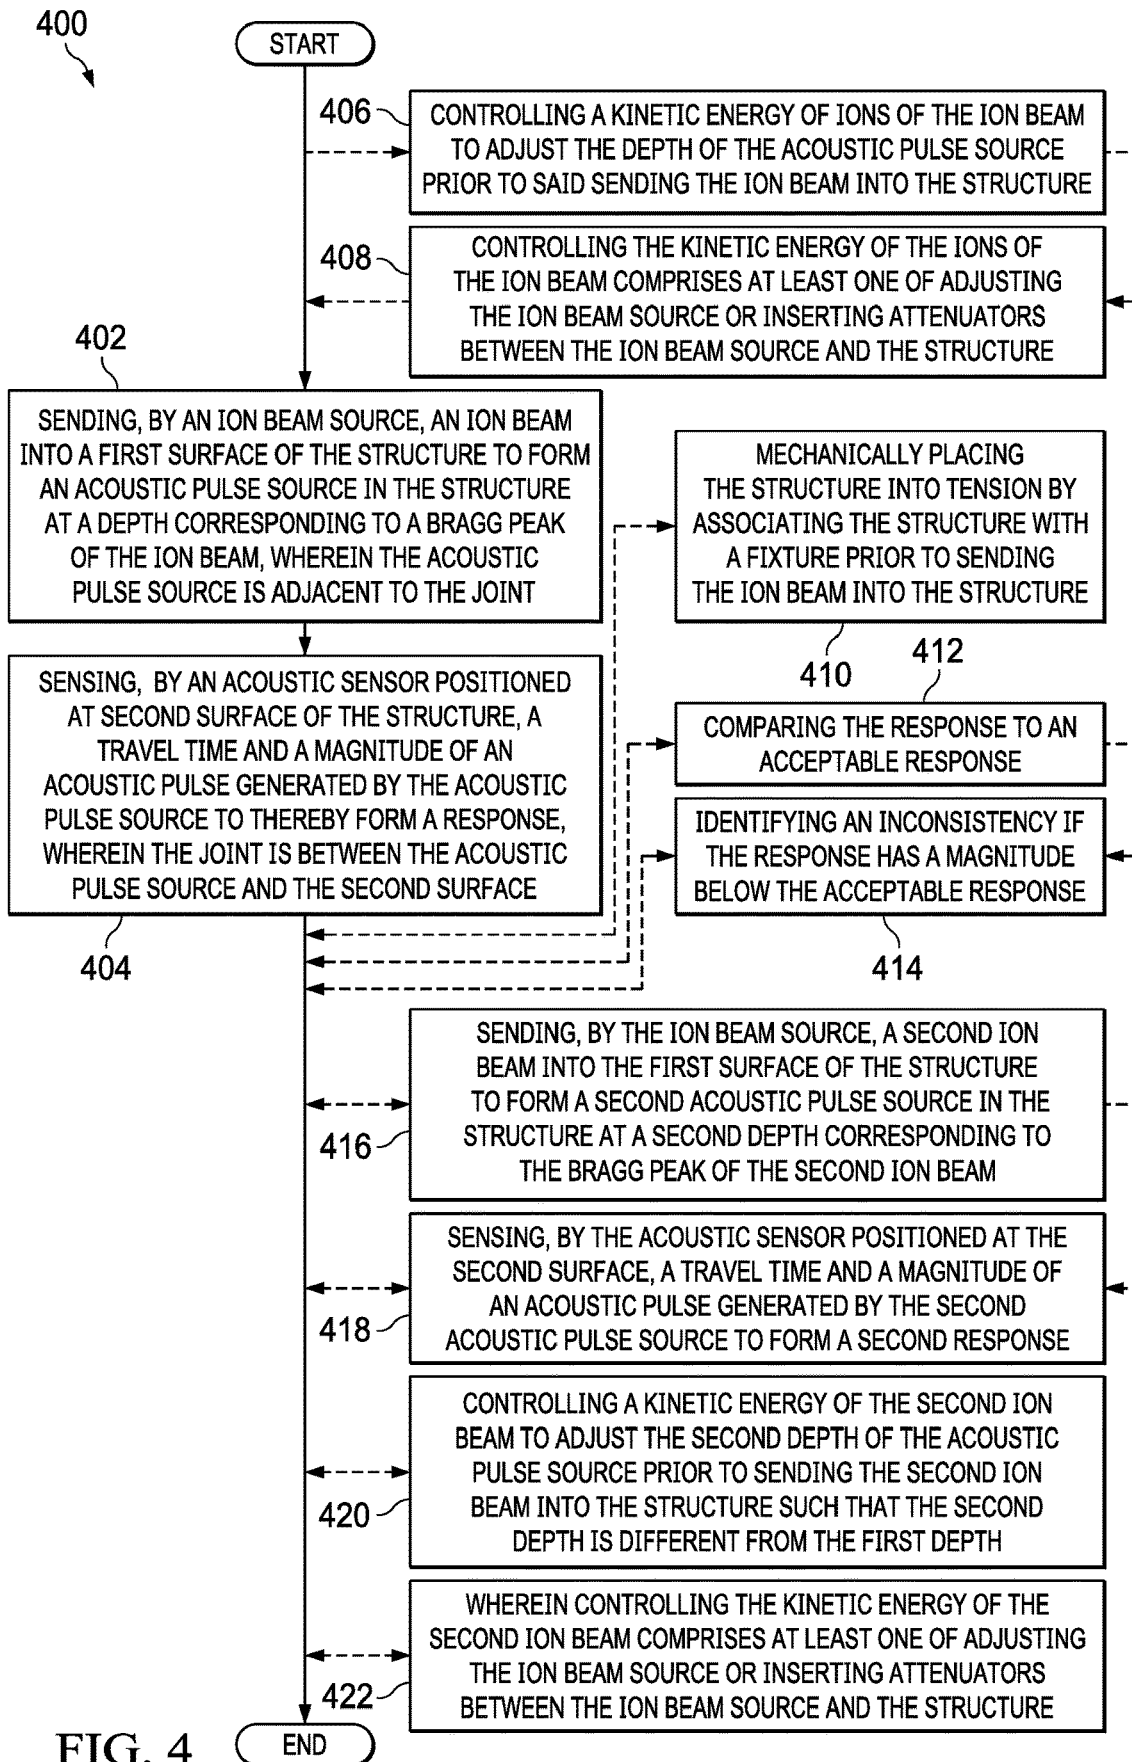 400
START
406
CONTROLLING A KINETIC ENERGY OF IONS OF THE ION BEAM
TO ADJUST THE DEPTH OF THE ACOUSTIC PULSE SOURCE
PRIOR TO SAID SENDING THE ION BEAM INTO THE STRUCTURE
408
CONTROLLING THE KINETIC ENERGY OF THE IONS OF
THE ION BEAM COMPRISES AT LEAST ONE OF ADJUSTING
THE ION BEAM SOURCE OR INSERTING ATTENUATORS
BETWEEN THE ION BEAM SOURCE AND THE STRUCTURE
402
SENDING, BY AN ION BEAM SOURCE, AN ION BEAM
INTO A FIRST SURFACE OF THE STRUCTURE TO FORM
AN ACOUSTIC PULSE SOURCE IN THE STRUCTURE
AT A DEPTH CORRESPONDING TO A BRAGG PEAK
OF THE ION BEAM, WHEREIN THE ACOUSTIC
PULSE SOURCE IS ADJACENT TO THE JOINT
MECHANICALLY PLACING
THE STRUCTURE INTO TENSION BY
ASSOCIATING THE STRUCTURE WITH
A FIXTURE PRIOR TO SENDING
THE ION BEAM INTO THE STRUCTURE
410
SENSING, BY AN ACOUSTIC SENSOR POSITIONED
AT SECOND SURFACE OF THE STRUCTURE, A
TRAVEL TIME AND A MAGNITUDE OF AN
ACOUSTIC PULSE GENERATED BY THE ACOUSTIC
PULSE SOURCE TO THEREBY FORM A RESPONSE,
WHEREIN THE JOINT IS BETWEEN THE ACOUSTIC
PULSE SOURCE AND THE SECOND SURFACE
404
412
COMPARING THE RESPONSE TO AN
ACCEPTABLE RESPONSE
IDENTIFYING AN INCONSISTENCY IF
THE RESPONSE HAS A MAGNITUDE
BELOW THE ACCEPTABLE RESPONSE
414
SENDING, BY THE ION BEAM SOURCE, A SECOND ION
BEAM INTO THE FIRST SURFACE OF THE STRUCTURE
TO FORM A SECOND ACOUSTIC PULSE SOURCE IN THE
STRUCTURE AT A SECOND DEPTH CORRESPONDING TO
THE BRAGG PEAK OF THE SECOND ION BEAM
416
SENSING, BY THE ACOUSTIC SENSOR POSITIONED AT THE
SECOND SURFACE, A TRAVEL TIME AND A MAGNITUDE OF
AN ACOUSTIC PULSE GENERATED BY THE SECOND
ACOUSTIC PULSE SOURCE TO FORM A SECOND RESPONSE
418
CONTROLLING A KINETIC ENERGY OF THE SECOND ION
BEAM TO ADJUST THE SECOND DEPTH OF THE ACOUSTIC
PULSE SOURCE PRIOR TO SENDING THE SECOND ION
BEAM INTO THE STRUCTURE SUCH THAT THE SECOND
DEPTH IS DIFFERENT FROM THE FIRST DEPTH
420
WHEREIN CONTROLLING THE KINETIC ENERGY OF THE
SECOND ION BEAM COMPRISES AT LEAST ONE OF ADJUSTING
THE ION BEAM SOURCE OR INSERTING ATTENUATORS
BETWEEN THE ION BEAM SOURCE AND THE STRUCTURE
422
END
FIG. 4